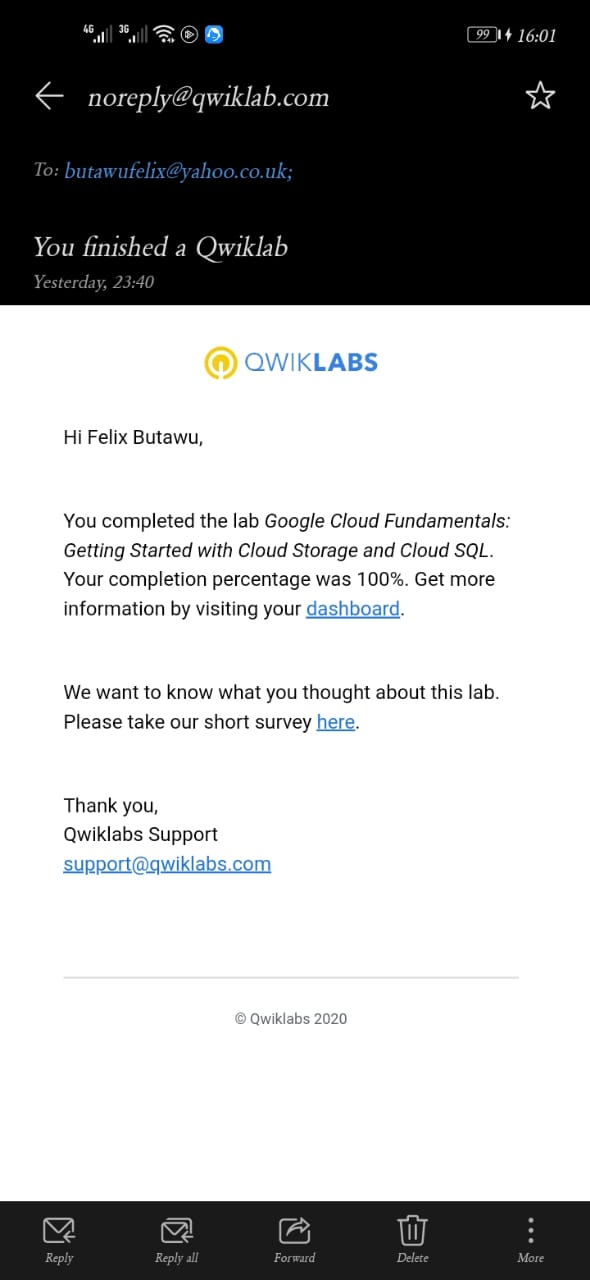 4G 3G 99 16:01
noreply@qwiklab.com
To: butawufelix@yahoo.co.uk;
You finished a Qwiklab
Yesterday, 23:40
QWIKLABS
Hi Felix Butawu,
You completed the lab Google Cloud Fundamentals:
Getting Started with Cloud Storage and Cloud SQL.
Your completion percentage was 100%. Get more
information by visiting your dashboard.
We want to know what you thought about this lab.
Please take our short survey here.
Thank you,
Qwiklabs Support
support@qwiklabs.com
© Qwiklabs 2020
Reply Reply all Forward Delete More